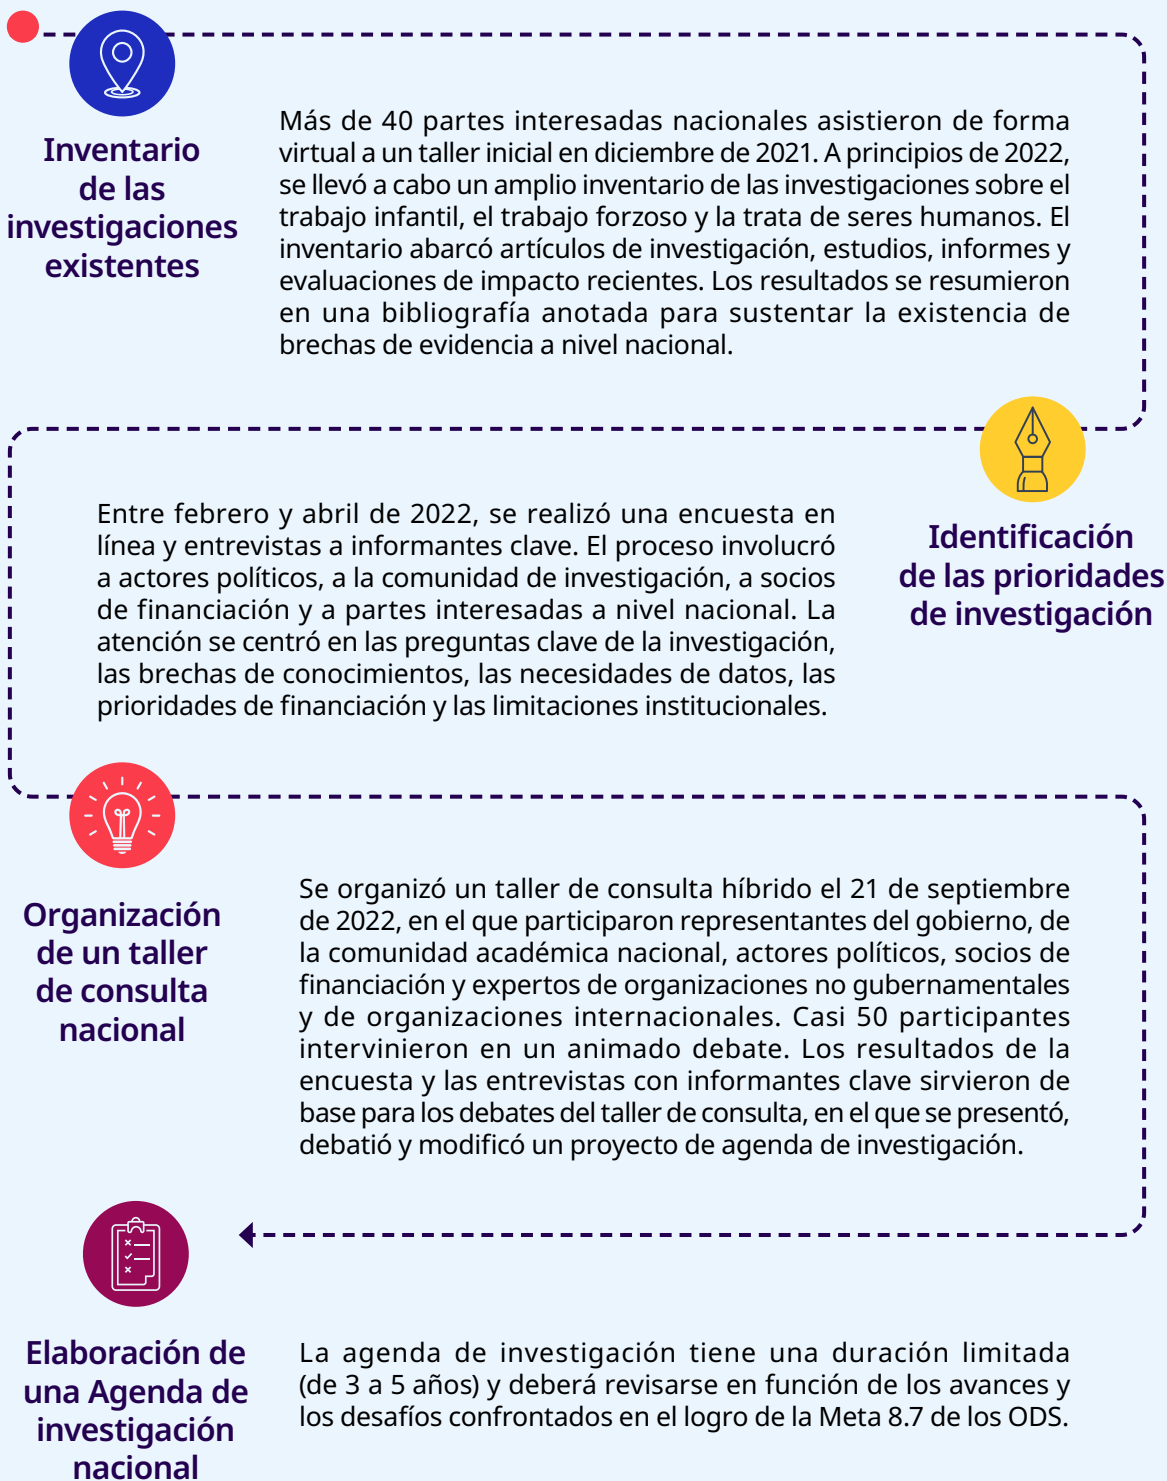 Inventario
de las
investigaciones
existentes
Más de 40 partes interesadas nacionales asistieron de forma
virtual a un taller inicial en diciembre de 2021. A principios de 2022,
se llevó a cabo un amplio inventario de las investigaciones sobre el
trabajo infantil, el trabajo forzoso y la trata de seres humanos. El
inventario abarcó artículos de investigación, estudios, informes y
evaluaciones de impacto recientes. Los resultados se resumieron
en una bibliografía anotada para sustentar la existencia de
brechas de evidencia a nivel nacional.
Entre febrero y abril de 2022, se realizó una encuesta en
línea y entrevistas a informantes clave. El proceso involucró
a actores políticos, a la comunidad de investigación, a socios
de financiación y a partes interesadas a nivel nacional. La
atención se centró en las preguntas clave de la investigación,
las brechas de conocimientos, las necesidades de datos, las
prioridades de financiación y las limitaciones institucionales.
Identificación
de las prioridades
de investigación
Organización
de un taller
de consulta
nacional
Se organizó un taller de consulta híbrido el 21 de septiembre
de 2022, en el que participaron representantes del gobierno, de
la comunidad académica nacional, actores políticos, socios de
financiación y expertos de organizaciones no gubernamentales
y de organizaciones internacionales. Casi 50 participantes
intervinieron en un animado debate. Los resultados de la
encuesta y las entrevistas con informantes clave sirvieron de
base para los debates del taller de consulta, en el que se presentó,
debatió y modificó un proyecto de agenda de investigación.
Elaboración de
una Agenda de
investigación
nacional
La agenda de investigación tiene una duración limitada
(de 3 a 5 años) y deberá revisarse en función de los avances y
los desafíos confrontados en el logro de la Meta 8.7 de los ODS.